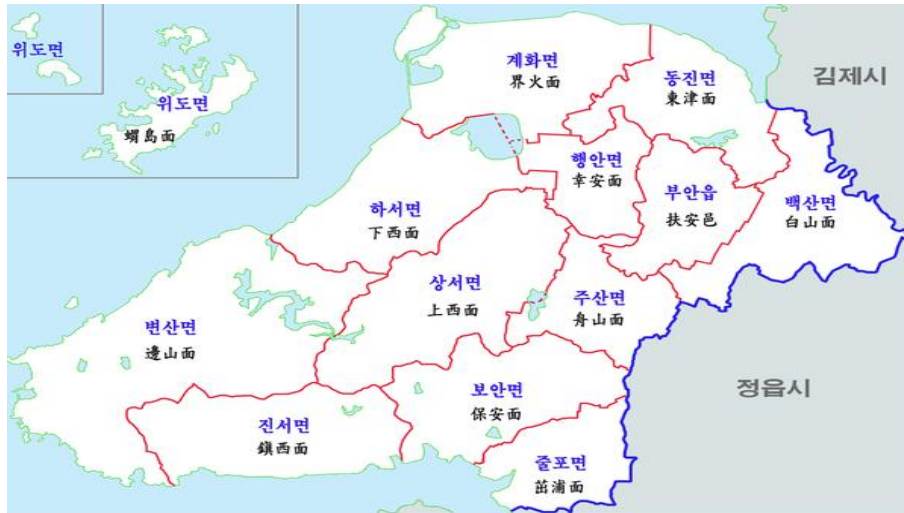 위도면
위도면
蝟島面
계화면
界火面
동진면
東津面
김제시
행안면
幸安面
부안읍
扶安邑
백산면
白山面
하서면
下西面
상서면
上西面
주산면
舟山面
변산면
邊山面
정읍시
보안면
保安面
진서면
鎭西面
줄포면
茁浦面